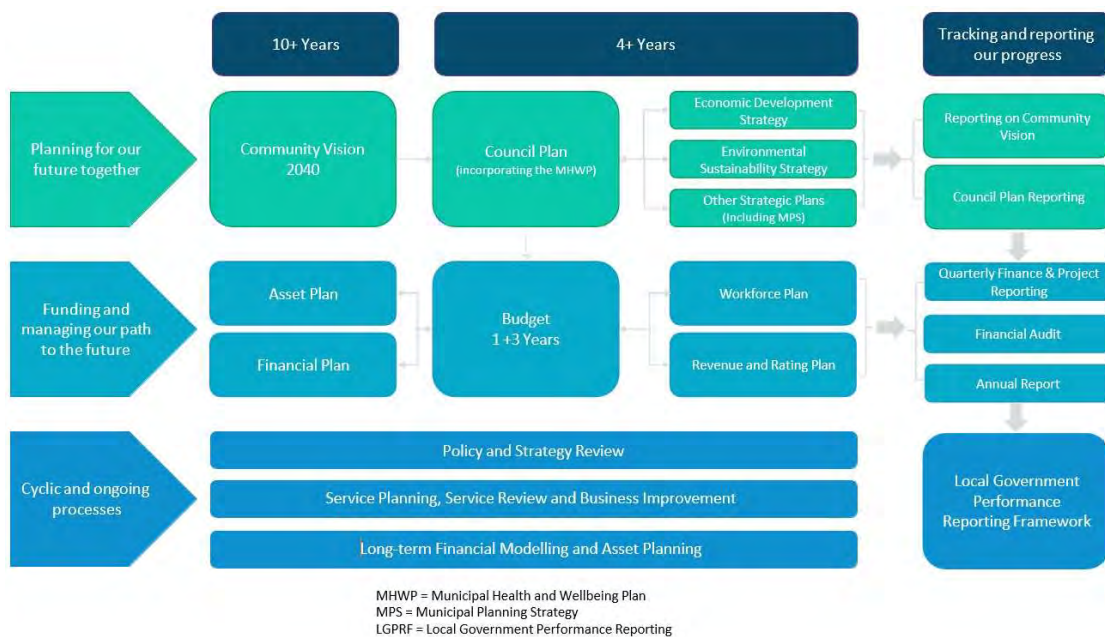 10+ Years
4+ Years
Tracking and reporting
our progress
Planning for our
future together
Community Vision
2040
Council Plan
(incorporating the MHWP)
Economic Development
Strategy
Environmental
Sustainability Strategy
Other Strategic Plans
(Including MPS)
Reporting on Community
Vision
Council Plan Reporting
Funding and
managing our path
to the future
Asset Plan
Financial Plan
Budget
1 +3 Years
Workforce Plan
Revenue and Rating Plan
Quarterly Finance & Project
Reporting
Financial Audit
Annual Report
Cyclic and ongoing
processes
Policy and Strategy Review
Service Planning, Service Review and Business Improvement
Long-term Financial Modelling and Asset Planning
Local Government
Performance
Reporting Framework
MHWP = Municipal Health and Wellbeing Plan
MPS = Municipal Planning Strategy
LGPRF = Local Government Performance Reporting